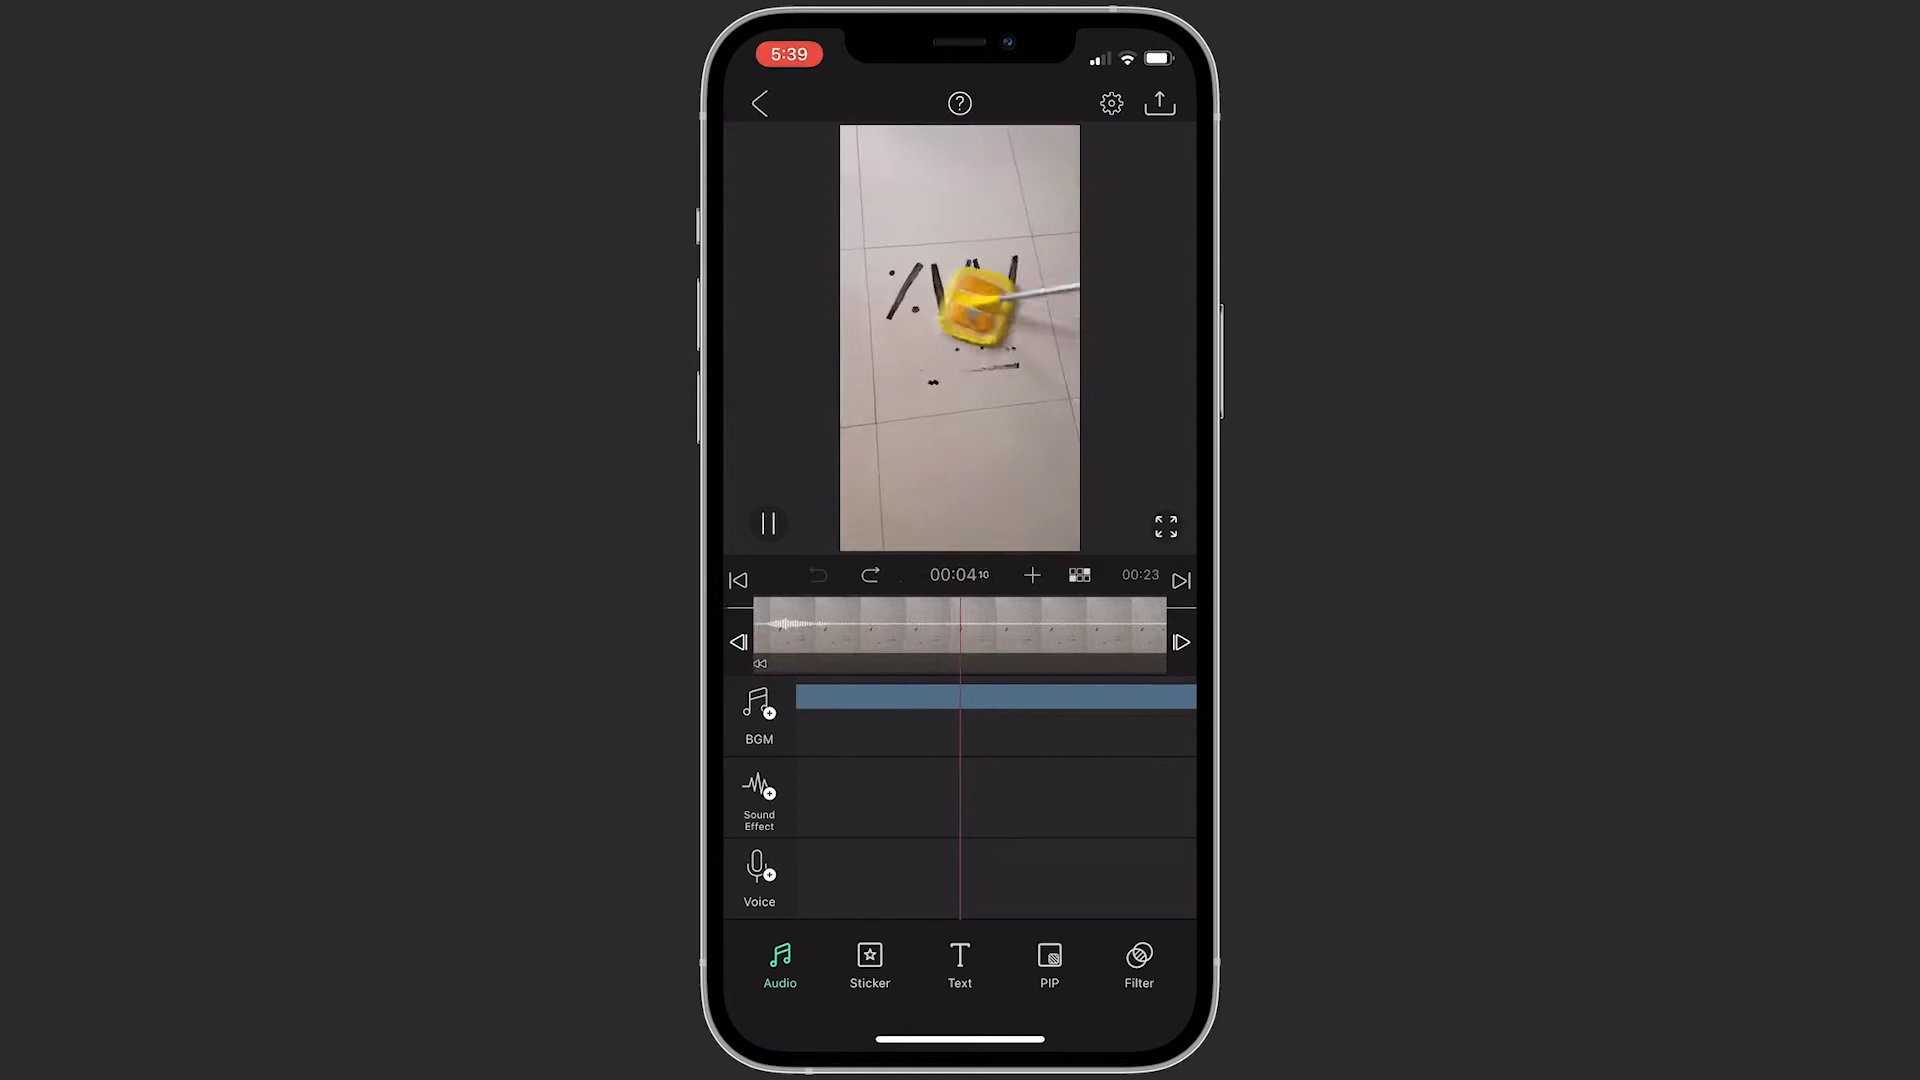 5:39
?
00:04 10
00:23
BGM
Sound
Effect
Voice
Audio
Sticker
Text
PIP
Filter